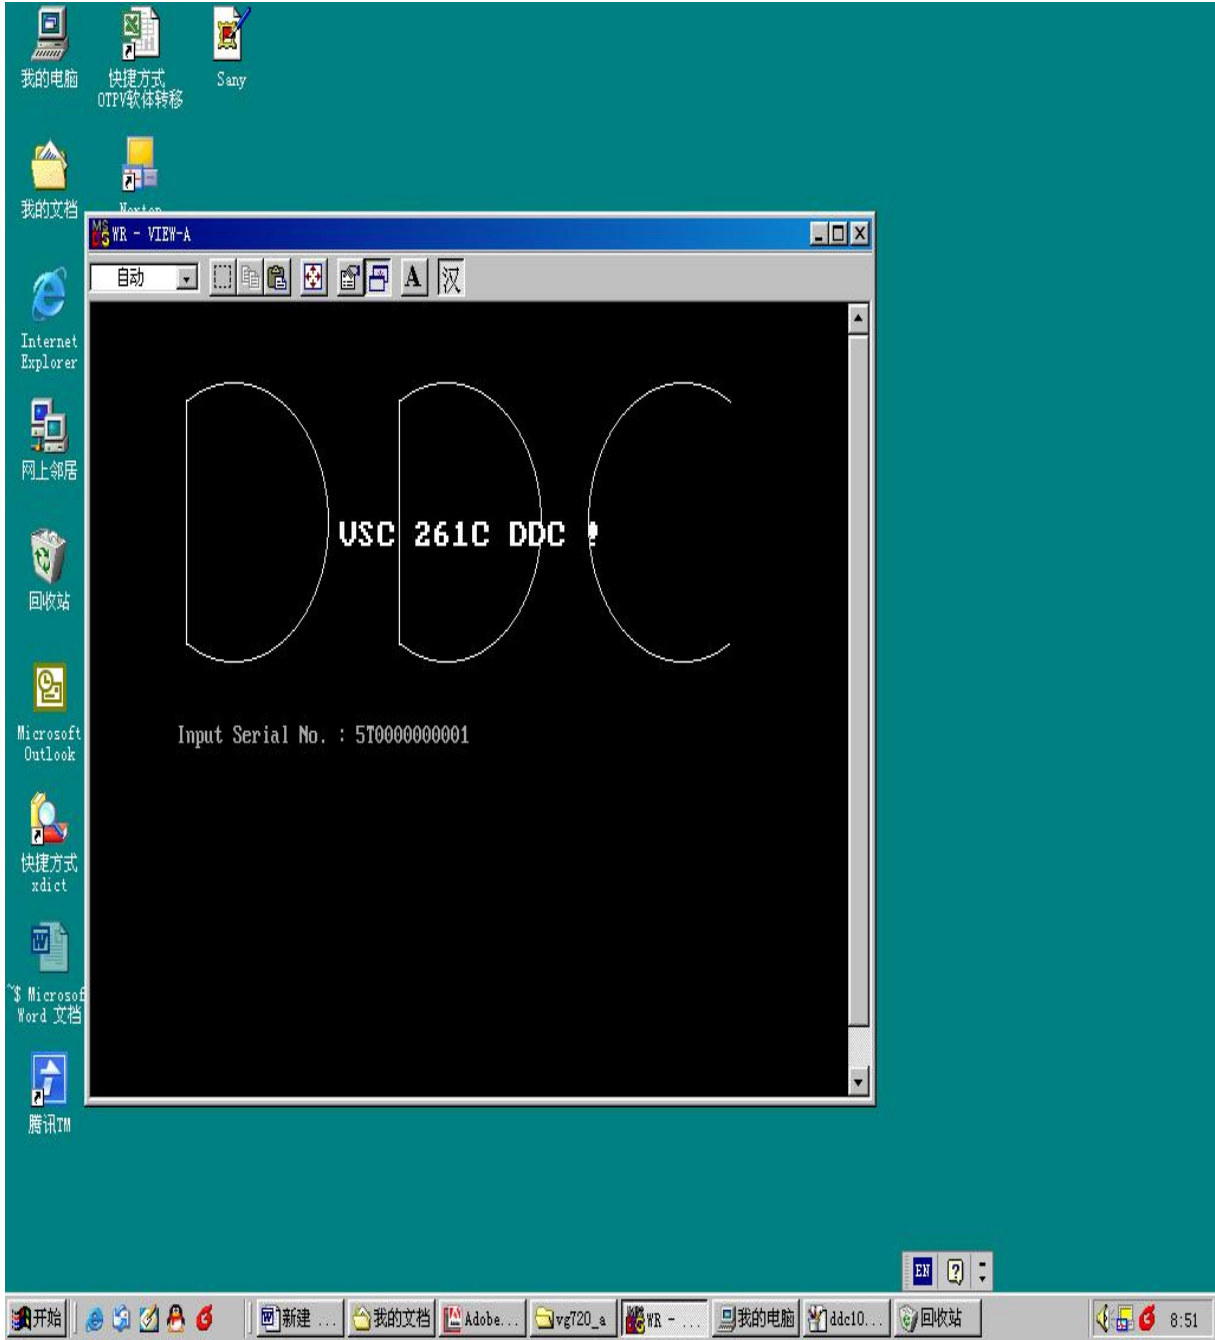 我的电脑
快捷方式
OTPV软体转移
Sany
我的文档
Norton
WR - VIEW-A
自动
A
汉
Internet
Explorer
网上邻居
回收站
Microsoft
Outlook
快捷方式
xdict
~$ Microsof
Word 文档
腾讯TM
DDC
VSC 261C DDC !
Input Serial No. : 5T0000000001
EN
开始
新建 ...
我的文档
Adobe...
vg720_a
WR - ...
我的电脑
ddc10...
回收站
8:51